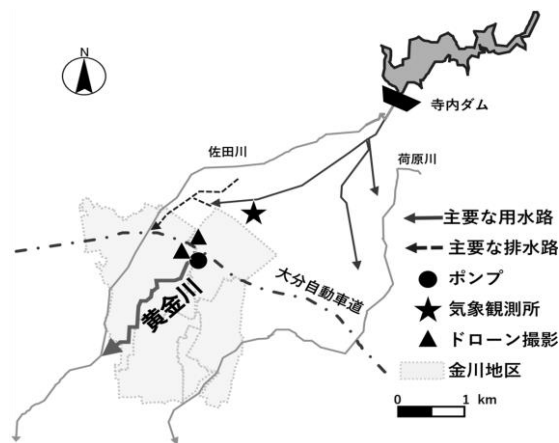 N
寺内ダム
佐田川
荷原川
主要な用水路
主要な排水路
ポンプ
大分自動車道
気象観測所
黄金川
ドローン撮影
金川地区
0 1 km